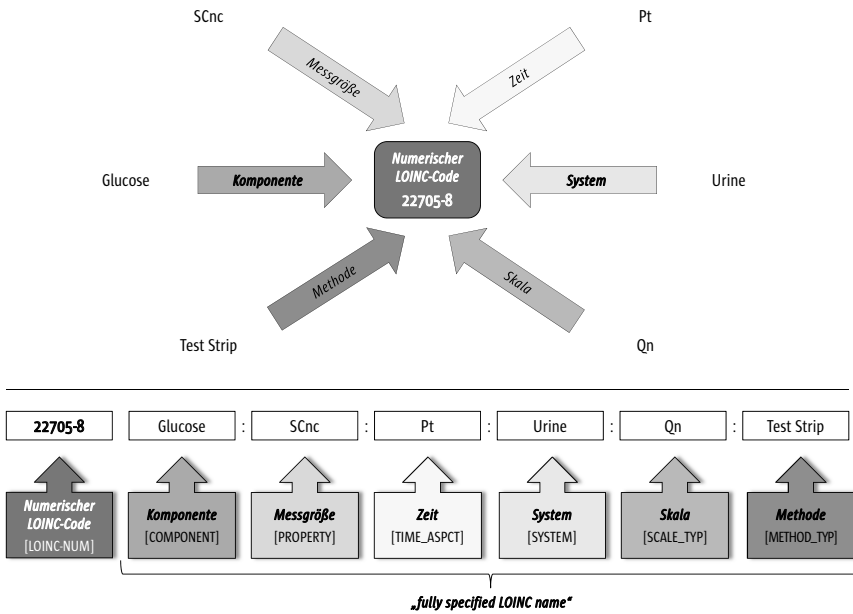 SCnc
Pt
Messgröße
Zeit
Glucose
Komponente
Numerischer
LOINC-Code
22705-8
System
Urine
Methode
Skala
Test Strip
Qn
22705-8 Glucose : SCnc : Pt : Urine : Qn : Test Strip
Numerischer
LOINC-Code
[LOINC-NUM]
Komponente
[COMPONENT]
Messgröße
[PROPERTY]
Zeit
[TIME_ASPCT]
System
[SYSTEM]
Skala
[SCALE_TYP]
Methode
[METHOD_TYP]
„fully specified LOINC name“